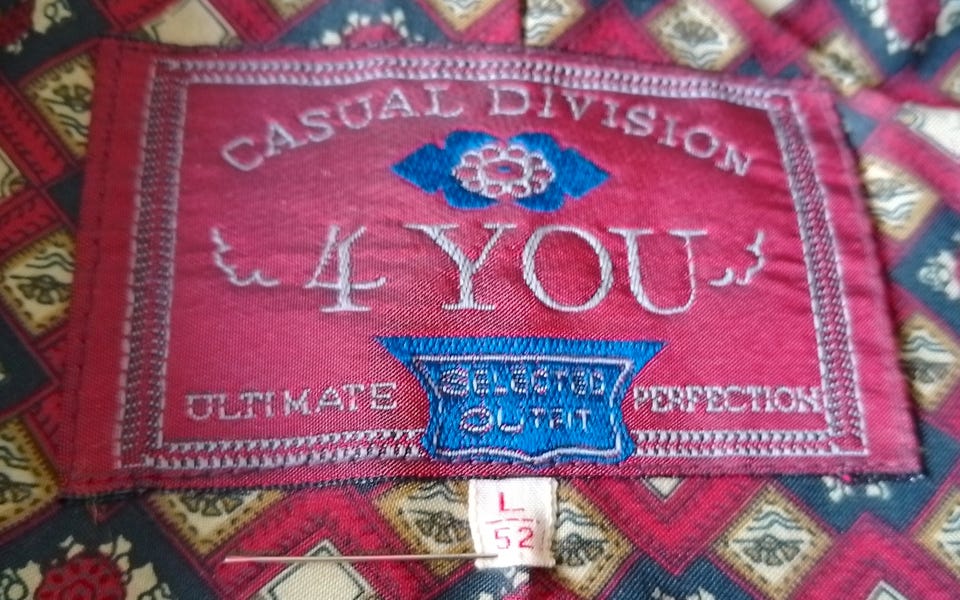 CASUAL DIVISION
4 YOU
ULTIMATE
SELECTED
OUTFIT
PERFECTION
L
52